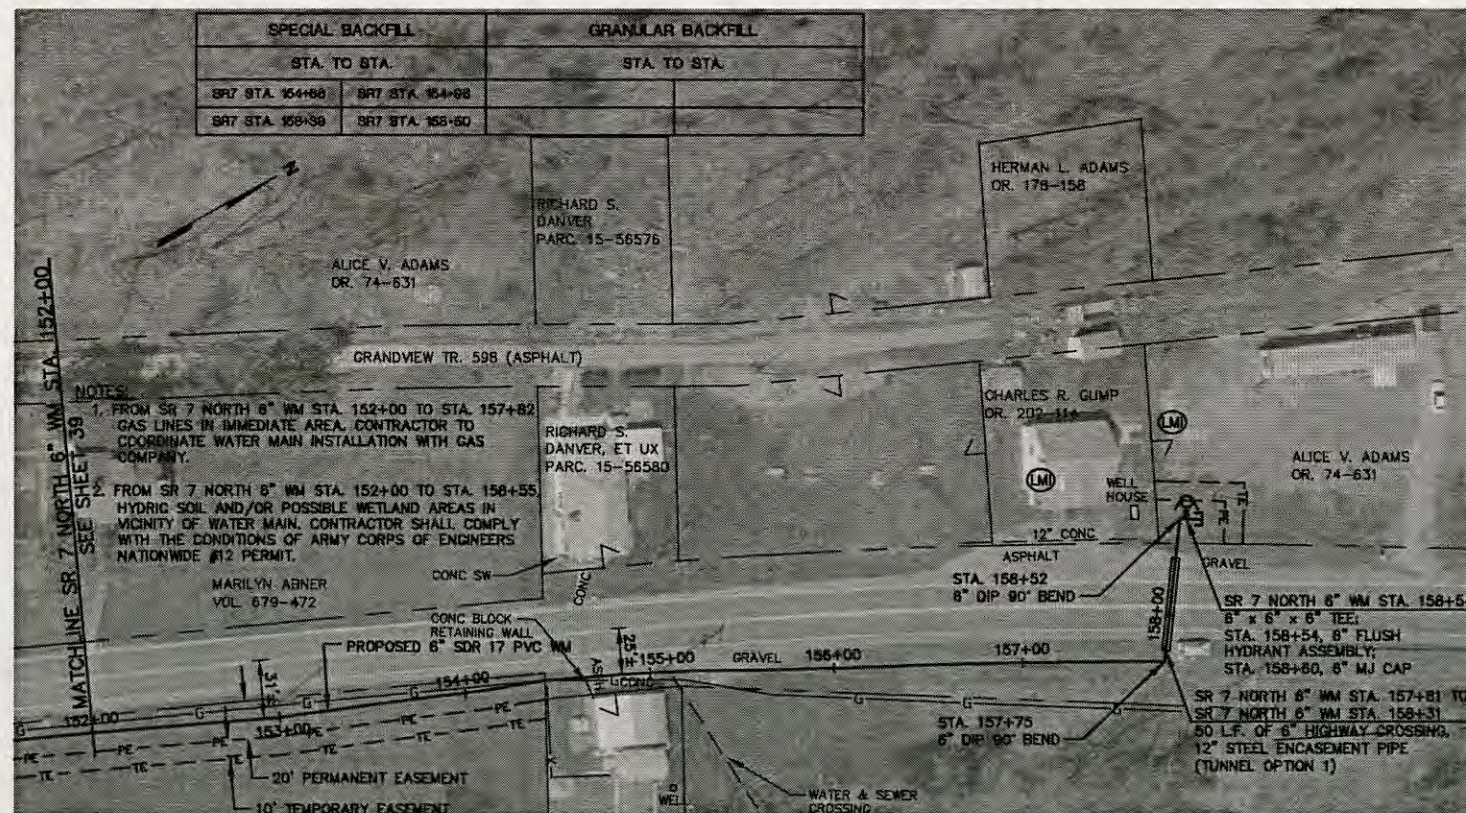 SPECIAL BACKFILL
GRANULAR BACKFILL
STA. TO STA.
STA. TO STA.
SR7 STA. 154+98
SR7 STA. 158+60
N
HERMAN L. ADAMS
OR. 178-158
RICHARD S.
DANVER
PARC. 15-56576
ALICE V. ADAMS
OR. 74-631
MATCHLINE SR 7 NORTH 6" WM STA. 152+00
SEE SHEET 39
GRANDVIEW TR. 598 (ASPHALT)
NOTES:
1. FROM SR 7 NORTH 6" WM STA. 152+00 TO STA. 157+82
GAS LINES IN IMMEDIATE AREA. CONTRACTOR TO
COORDINATE WATER MAIN INSTALLATION WITH GAS
COMPANY.
2. FROM SR 7 NORTH 6" WM STA. 152+00 TO STA. 158+55,
HYDRIC SOIL AND/OR POSSIBLE WETLAND AREAS IN
VICINITY OF WATER MAIN. CONTRACTOR SHALL COMPLY
WITH THE CONDITIONS OF ARMY CORPS OF ENGINEERS
NATIONWIDE #12 PERMIT.
RICHARD S.
DANVER, ET UX
PARC. 15-56580
CHARLES R. GUMP
LMI
LMI
ALICE V. ADAMS
OR. 74-631
WELL
HOUSE
TE
PE
12" CONC
ASPHALT
GRAVEL
MARILYN ABNER
VOL. 679-472
CONC SW
CONC
STA. 158+52
6" DIP 90° BEND
158+00
SR 7 NORTH 6" WM STA. 158+5
6" x 6" x 6" TEE;
STA. 158+54, 6" FLUSH
HYDRANT ASSEMBLY;
STA. 158+60, 6" MJ CAP
CONC BLOCK
RETAINING WALL
PROPOSED 6" SDR 17 PVC WM
25'
31'
155+00
GRAVEL
156+00
157+00
154+00
CONC
152+00
153+00
G
G
G
G
G
G
PE
PE
PE
PE
TE
TE
TE
TE
STA. 157+75
6" DIP 90° BEND
SR 7 NORTH 6" WM STA. 157+81 TO
SR 7 NORTH 6" WM STA. 158+31
50 L.F. OF 6" HIGHWAY CROSSING,
12" STEEL ENCASEMENT PIPE
(TUNNEL OPTION 1)
20' PERMANENT EASEMENT
10' TEMPORARY EASEMENT
WELL
WATER & SEWER
CROSSING